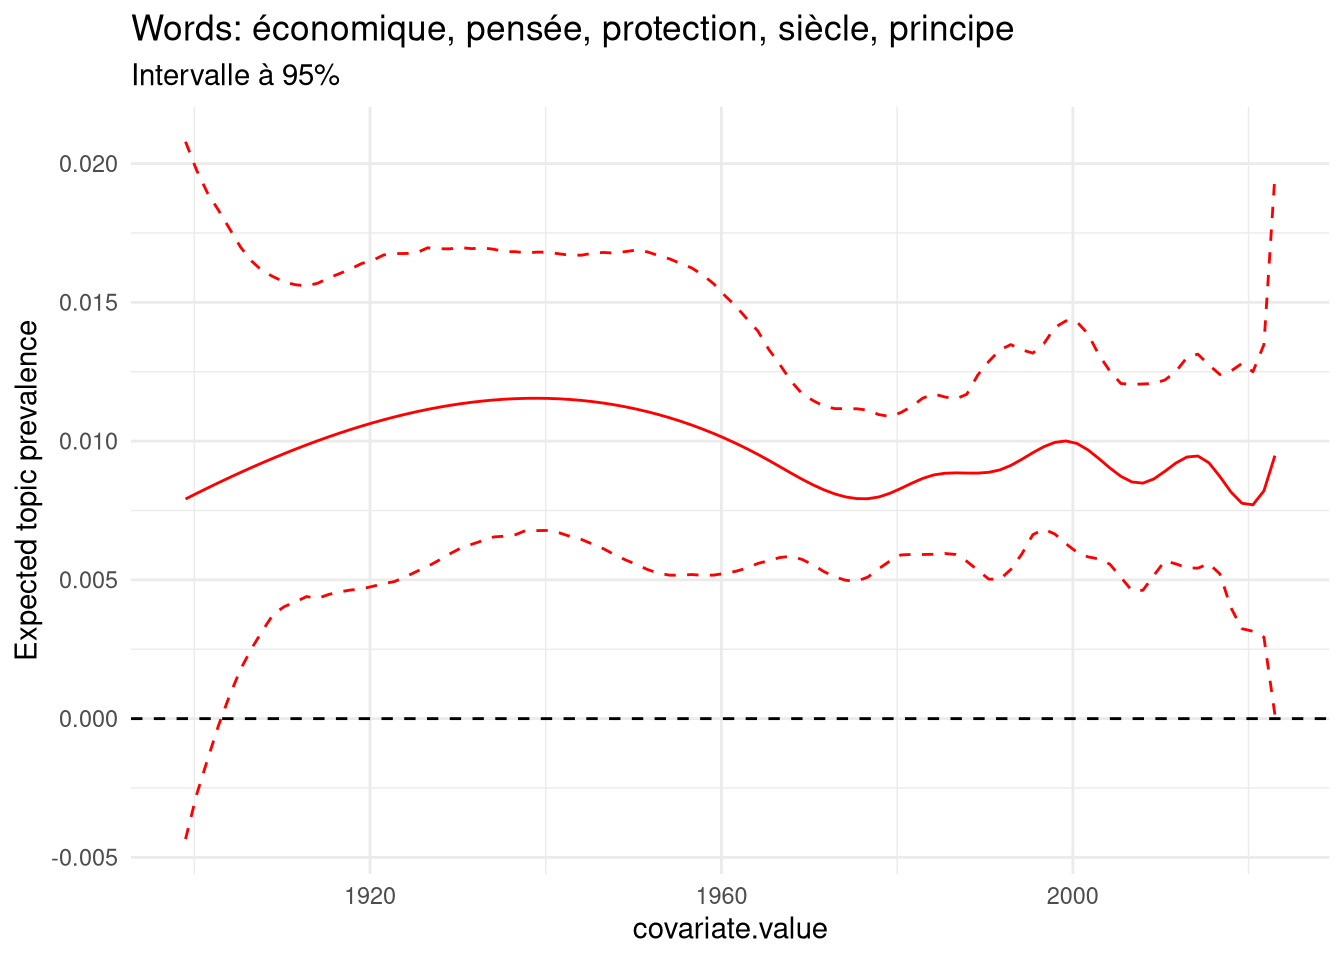 Words: économique, pensée, protection, siècle, principe
Intervalle à 95%
Expected topic prevalence
0.020
0.015
0.010
0.005
0.000
-0.005
1920 1960 2000
covariate.value